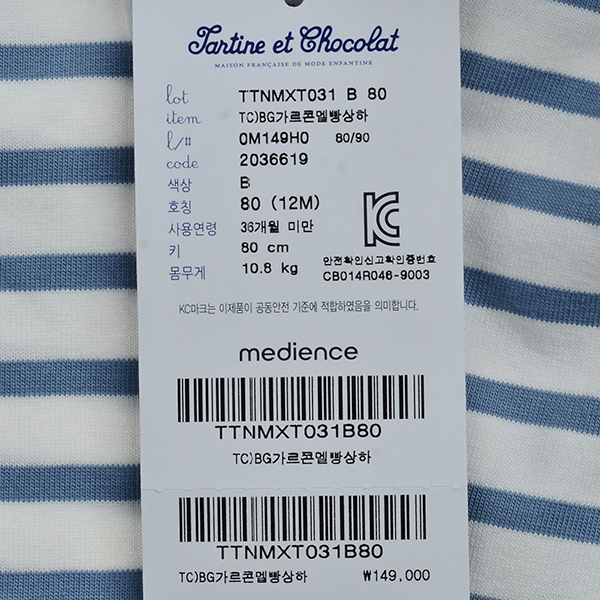 Tartine et Chocolat
MAISON FRANÇAISE DE MODE ENFANTINE
lot TTNMXT031 B 80
item TC)BG가르콘멜빵상하
l/# 0M149H0 80/90
code 2036619
색상 B
호칭 80 (12M)
사용연령 36개월 미만
키 80 cm
몸무게 10.8 kg
안전확인신고확인증번호
CB014R046-9003
KC마크는 이제품이 공동안전 기준에 적합하였음을 의미합니다.
medience
TTNMXT031B80
TC)BG가르콘멜빵상하
TTNMXT031B80
TC)BG가르콘멜빵상하 ₩149,000